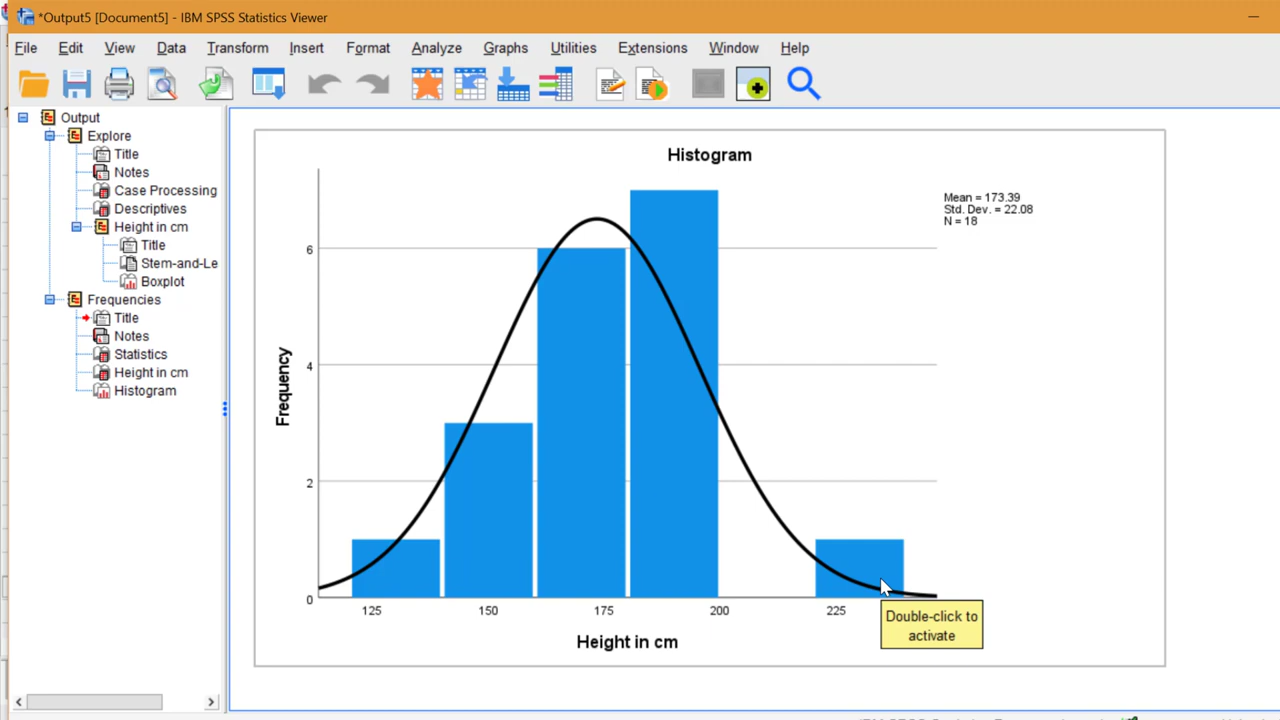 *Output5 [Document5] - IBM SPSS Statistics Viewer
File Edit View Data Transform Insert Format Analyze Graphs Utilities Extensions Window Help
Output
Explore
Title
Notes
Case Processing
Descriptives
Height in cm
Title
Stem-and-Le
Boxplot
Frequencies
Title
Notes
Statistics
Height in cm
Histogram
Histogram
Mean = 173.39
Std. Dev. = 22.08
N = 18
Frequency
6
4
2
0
125 150 175 200 225
Height in cm
Double-click to
activate